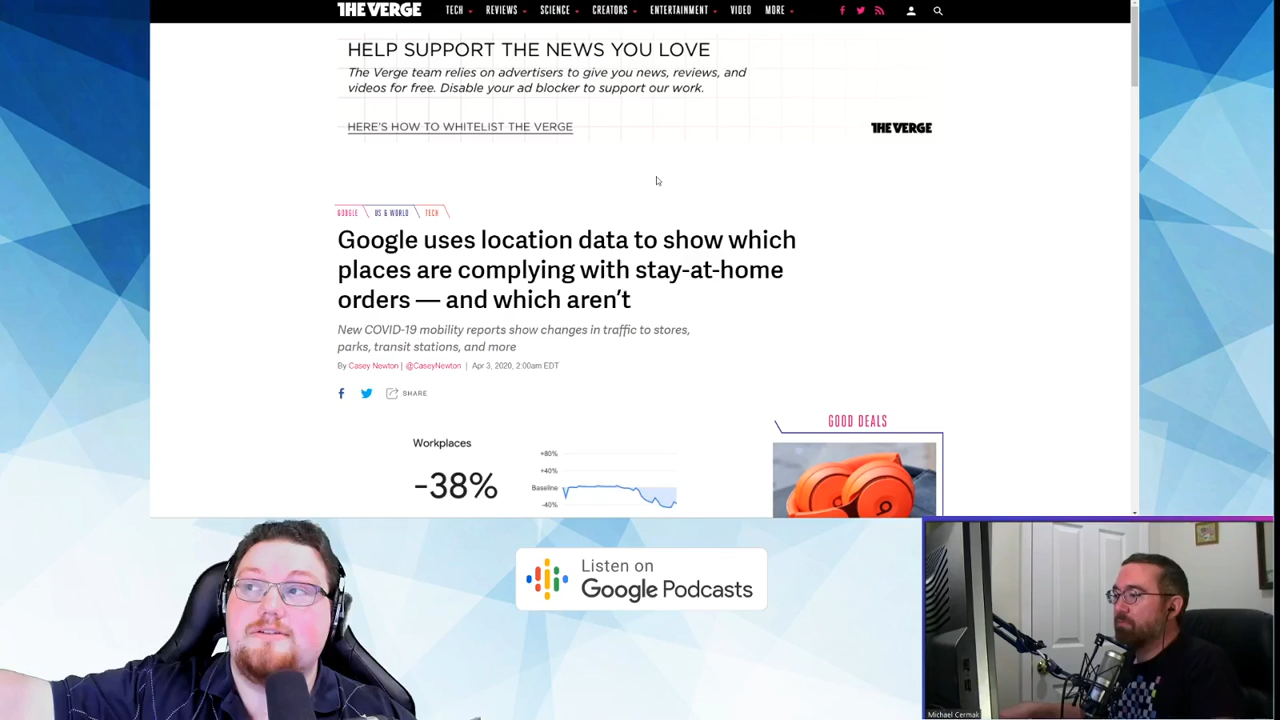 THE VERGE
TECH REVIEWS SCIENCE CREATORS ENTERTAINMENT VIDEO MORE
HELP SUPPORT THE NEWS YOU LOVE
The Verge team relies on advertisers to give you news, reviews, and
videos for free. Disable your ad blocker to support our work.
HERE'S HOW TO WHITELIST THE VERGE
THE VERGE
GOOGLE US & WORLD TECH
Google uses location data to show which
places are complying with stay-at-home
orders — and which aren't
New COVID-19 mobility reports show changes in traffic to stores,
parks, transit stations, and more
By Casey Newton | @CaseyNewton | Apr 3, 2020, 2:00am EDT
SHARE
GOOD DEALS
Workplaces
-38%
+80%
+40%
Baseline
-40%
Listen on
Google Podcasts
Michael Cermak